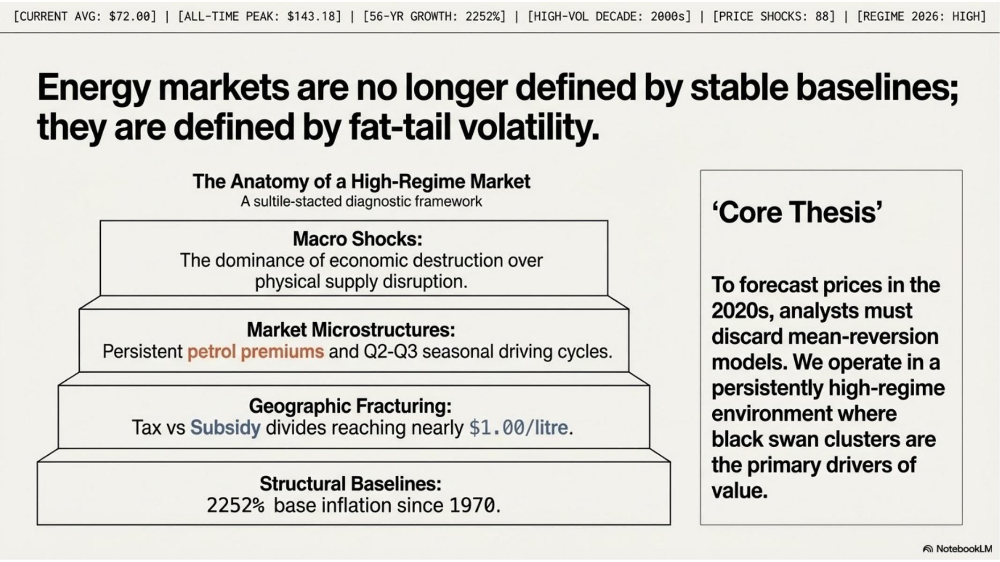 [CURRENT AVG: $72.00] | [ALL-TIME PEAK: $143.18] | [56-YR GROWTH: 2252%] | [HIGH-VOL DECADE: 2000s] | [PRICE SHOCKS: 88] | [REGIME 2026: HIGH]
Energy markets are no longer defined by stable baselines;
they are defined by fat-tail volatility.
The Anatomy of a High-Regime Market
A sultile-stacted diagnostic framework
Macro Shocks:
The dominance of economic destruction over
physical supply disruption.
Market Microstructures:
Persistent petrol premiums and Q2-Q3 seasonal driving cycles.
Geographic Fracturing:
Tax vs Subsidy divides reaching nearly $1.00/litre.
Structural Baselines:
2252% base inflation since 1970.
‘Core Thesis’
To forecast prices in the
2020s, analysts must
discard mean-reversion
models. We operate in a
persistently high-regime
environment where
black swan clusters are
the primary drivers of
value.
NotebookLM